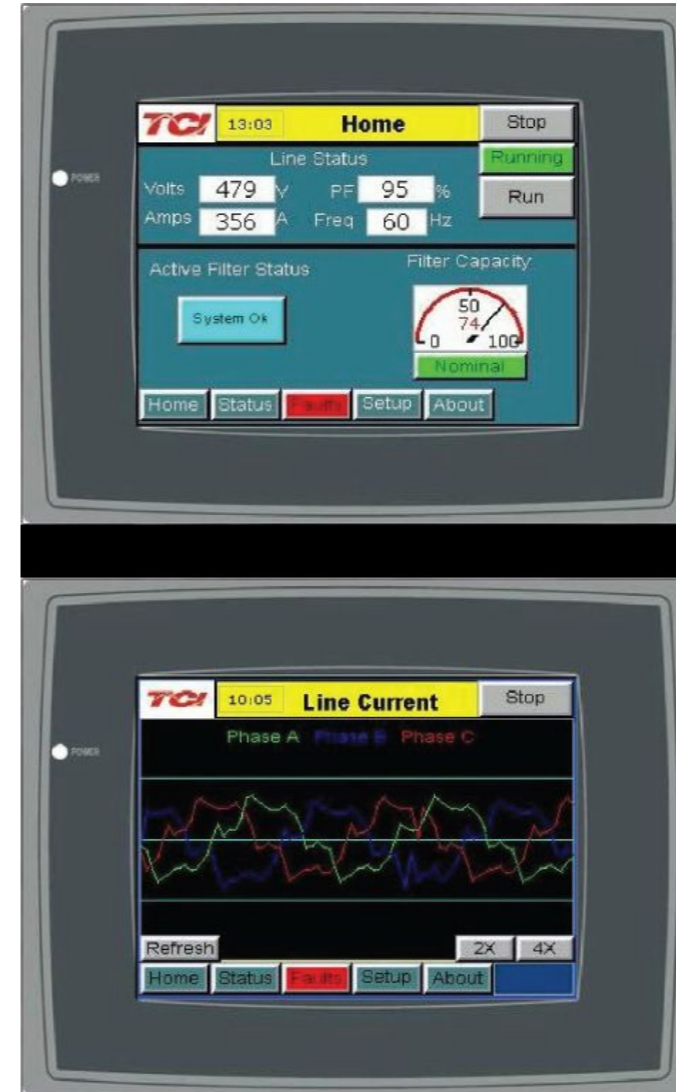 TCI 13:03 Home Stop
Line Status Running
POWER
Volts 479 V PF 95 % Run
Amps 356 A Freq 60 Hz
Active Filter Status Filter Capacity
System Ok
50
74
0 100
Nominal
Home Status Faults Setup About
TCI 10:05 Line Current Stop
Phase A Phase B Phase C
POWER
Refresh 2X 4X
Home Status Faults Setup About